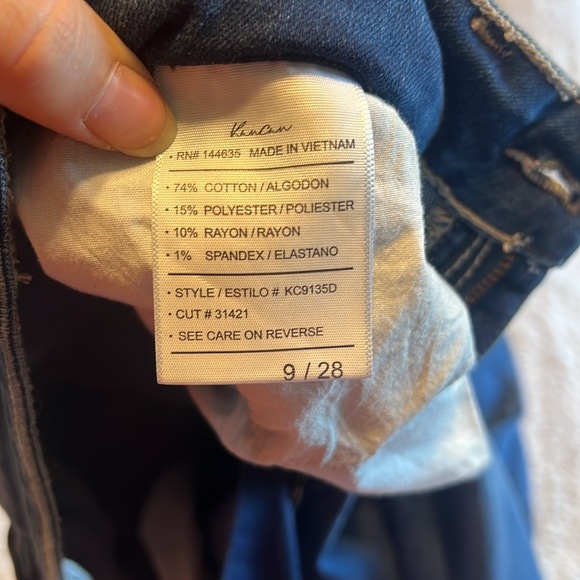 KanCan
• RN# 144635 MADE IN VIETNAM
• 74% COTTON / ALGODON
• 15% POLYESTER / POLIESTER
• 10% RAYON / RAYON
• 1% SPANDEX / ELASTANO
• STYLE / ESTILO # KC9135D
• CUT # 31421
• SEE CARE ON REVERSE
9 / 28